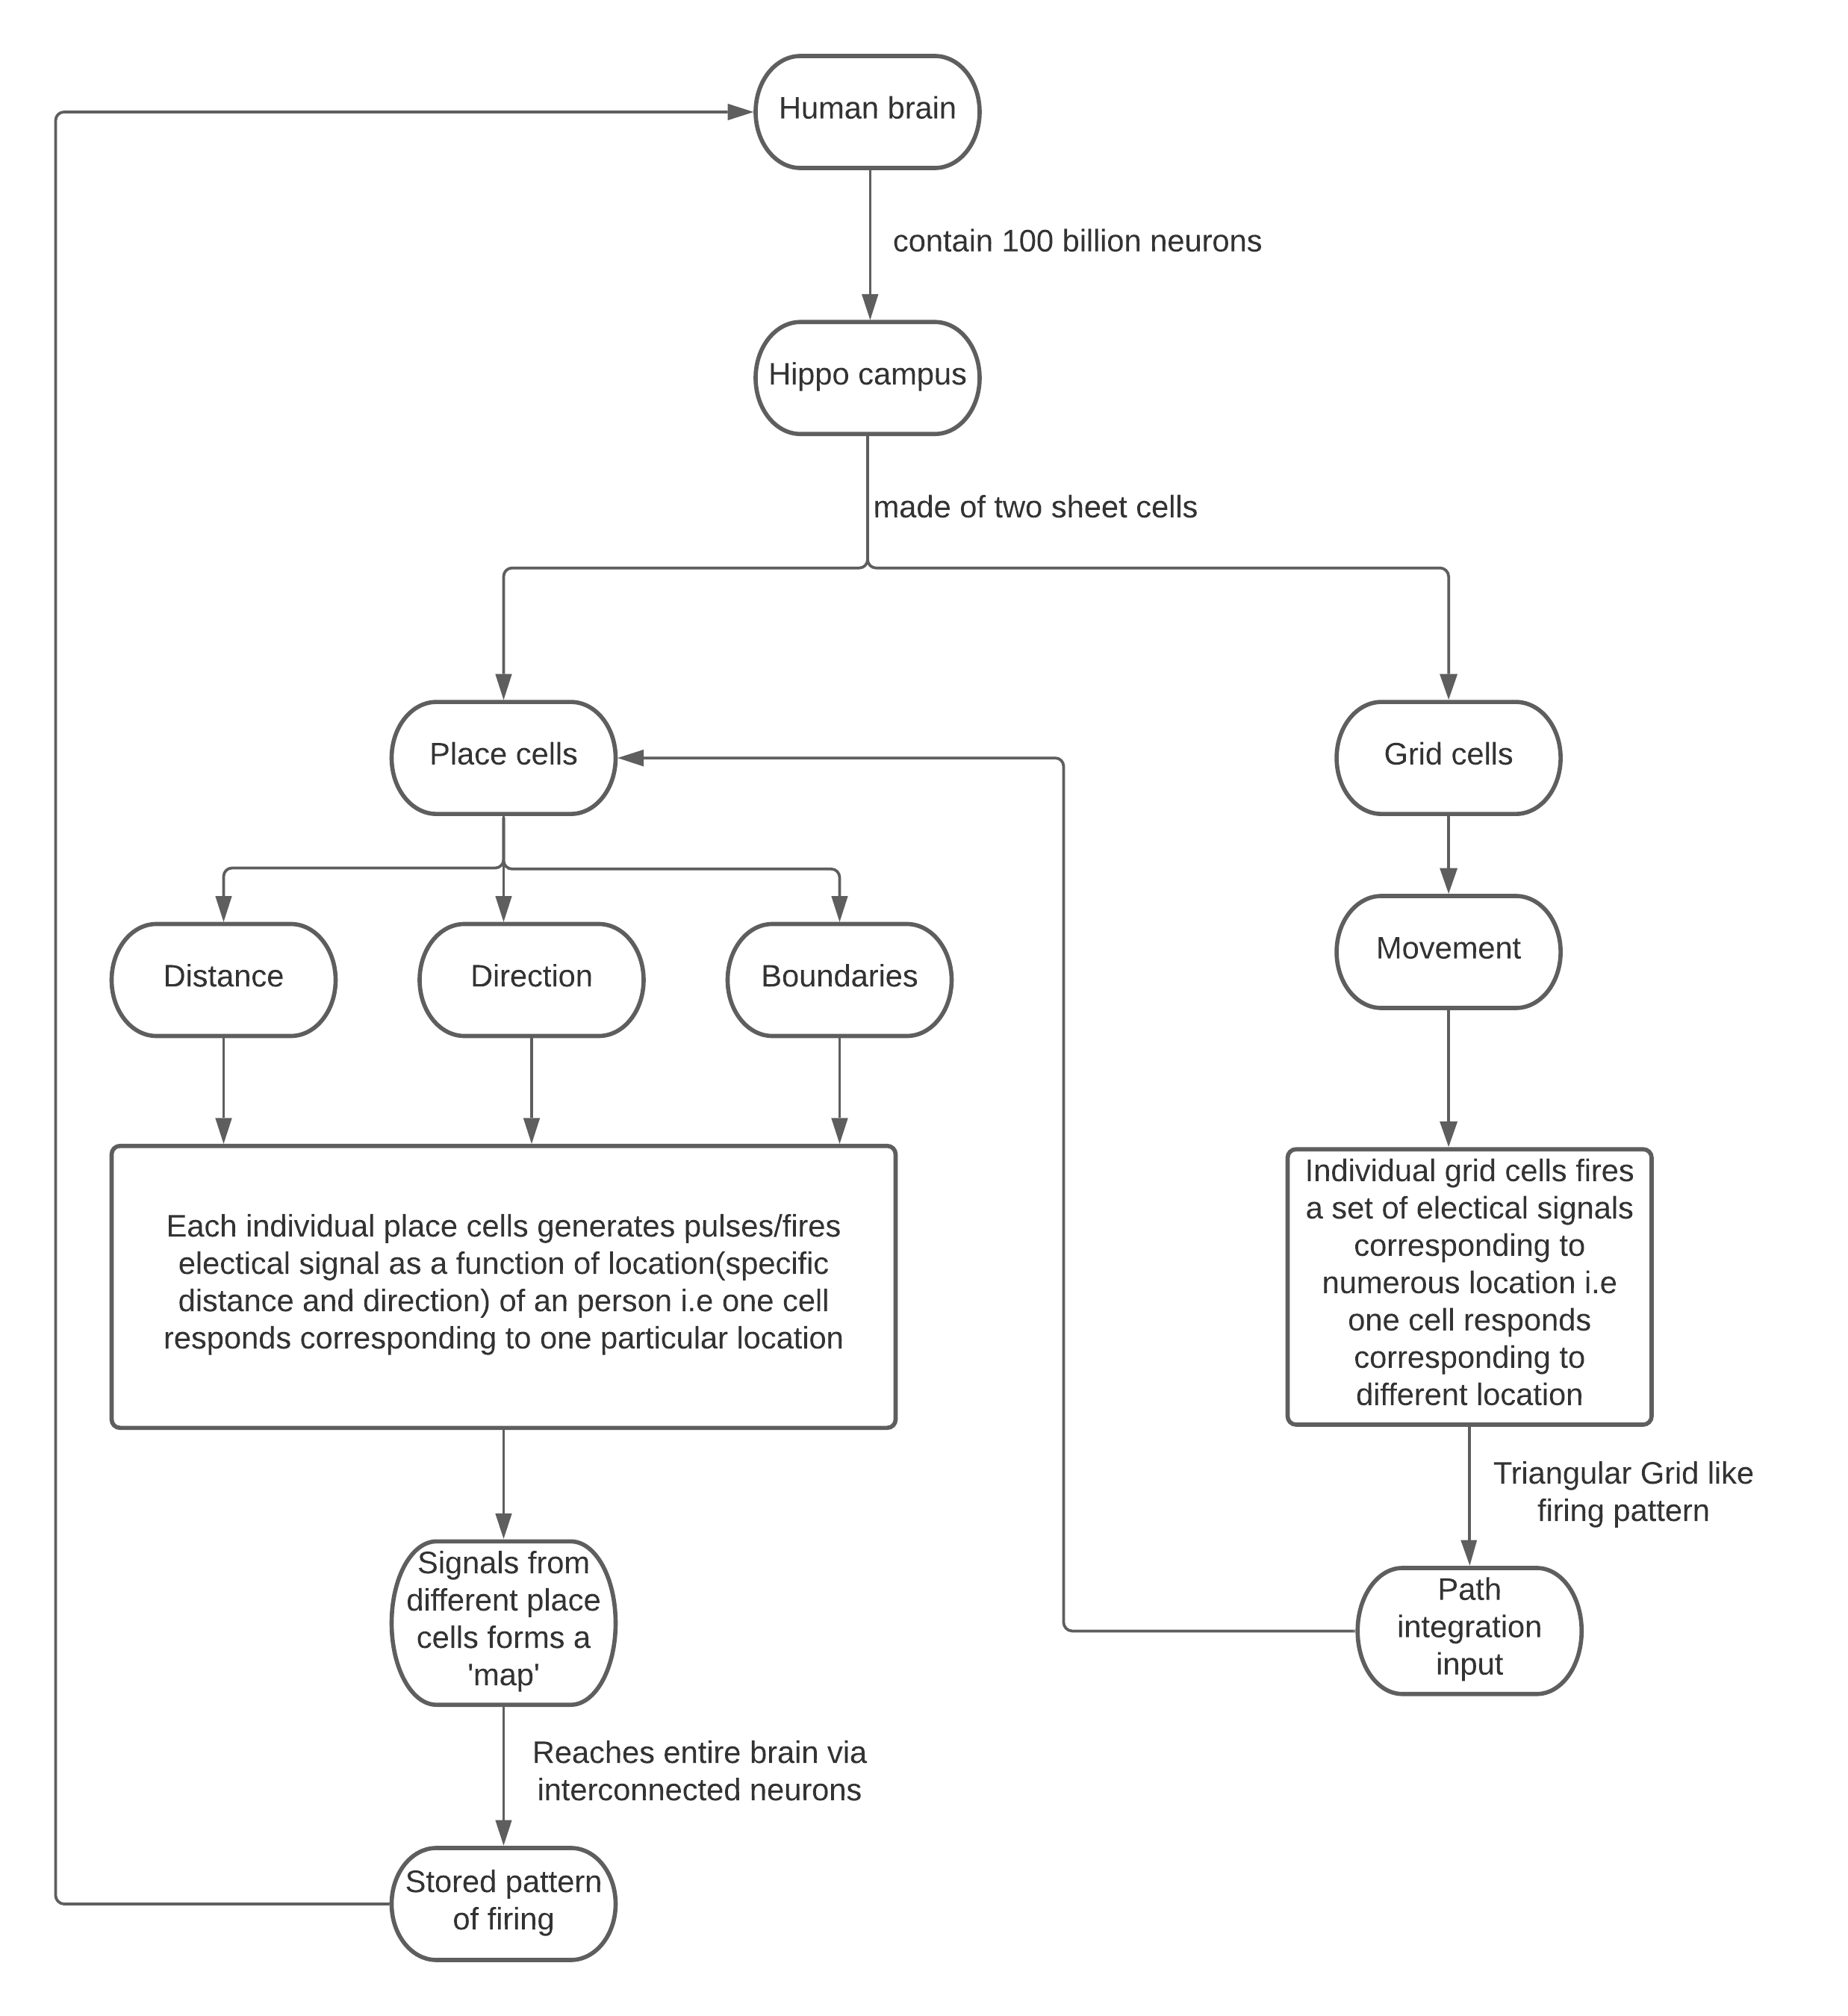 Human brain
contain 100 billion neurons
Hippo campus
made of two sheet cells
Place cells
Grid cells
Distance
Direction
Boundaries
Movement
Each individual place cells generates pulses/fires
electical signal as a function of location(specific
distance and direction) of an person i.e one cell
responds corresponding to one particular location
Individual grid cells fires
a set of electical signals
corresponding to
numerous location i.e
one cell responds
corresponding to
different location
Triangular Grid like
firing pattern
Signals from
different place
cells forms a
'map'
Path
integration
input
Reaches entire brain via
interconnected neurons
Stored pattern
of firing